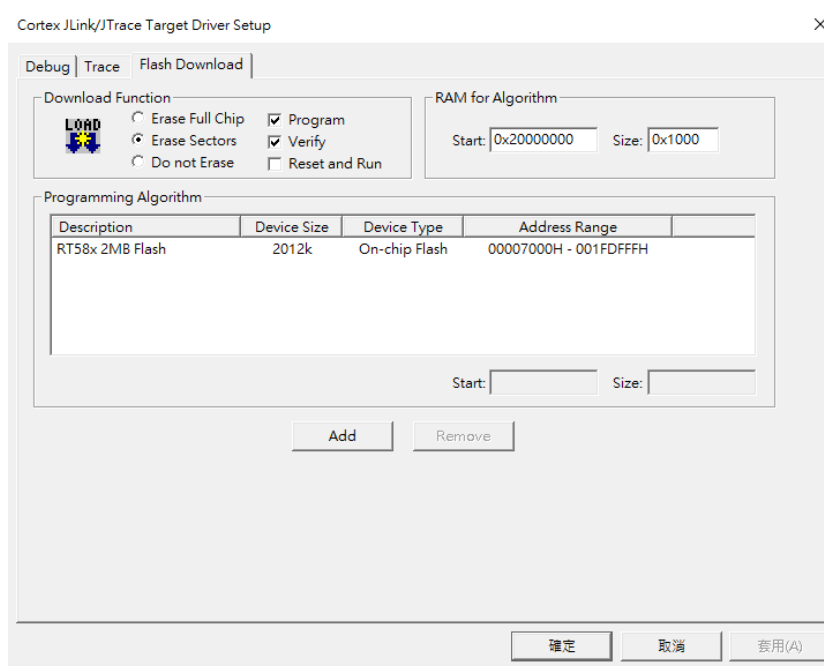 Cortex JLink/JTrace Target Driver Setup
Debug Trace Flash Download
Download Function
LOAD
Erase Full Chip
Erase Sectors
Do not Erase
Program
Verify
Reset and Run
RAM for Algorithm
Start: 0x20000000 Size: 0x1000
Programming Algorithm
Description Device Size Device Type Address Range
RT58x 2MB Flash 2012k On-chip Flash 00007000H - 001FDFFFH
Start: Size:
Add Remove
確定 取消 套用(A)